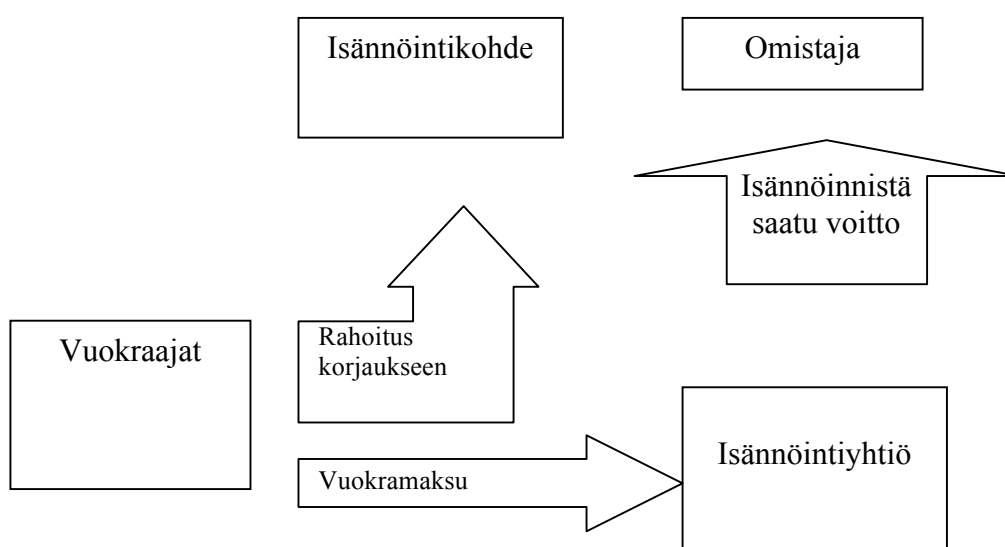 Isännöintikohde
Omistaja
Isännöinnistä
saatu voitto
Vuokraajat
Rahoitus
korjaukseen
Isännöintiyhtiö
Vuokramaksu